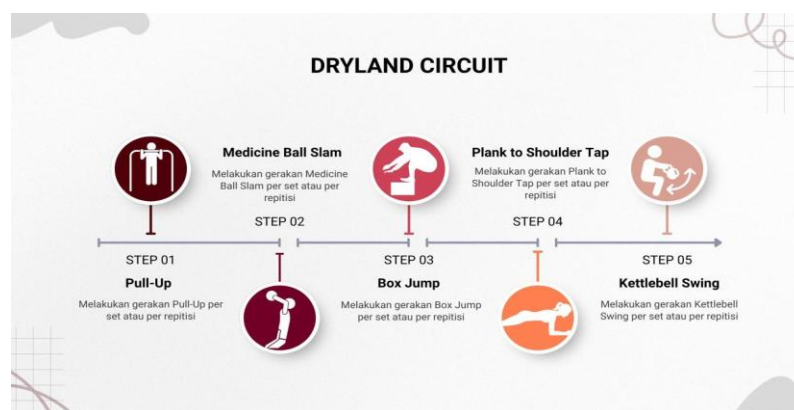 DRYLAND CIRCUIT
STEP 01
Pull-Up
Melakukan gerakan Pull-Up per
set atau per repitisi
Medicine Ball Slam
Melakukan gerakan Medicine
Ball Slam per set atau per
repitisi
STEP 02
STEP 03
Box Jump
Melakukan gerakan Box Jump
per set atau per repitisi
Plank to Shoulder Tap
Melakukan gerakan Plank to
Shoulder Tap per set atau per
repitisi
STEP 04
STEP 05
Kettlebell Swing
Melakukan gerakan Kettlebell
Swing per set atau per repitisi